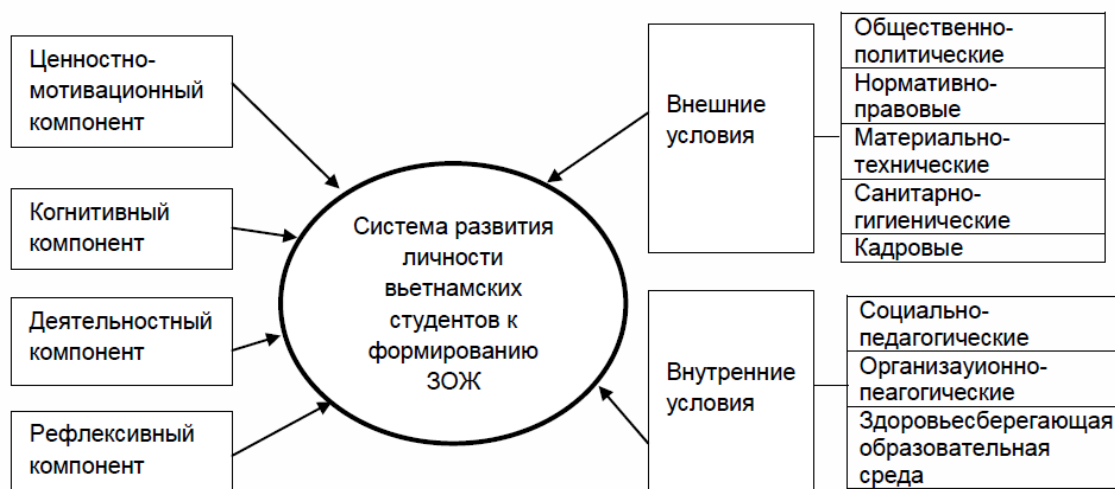 Ценностно-
мотивационный
компонент
Когнитивный
компонент
Деятельностный
компонент
Рефлексивный
компонент
Система развития
личности
вьетнамских
студентов к
формированию
ЗОЖ
Внешние
условия
Общественно-
политические
Нормативно-
правовые
Материально-
технические
Санитарно-
гигиенические
Кадровые
Внутренние
условия
Социально-
педагогические
Организауионно-
пеагогические
Здоровьесберегающая
образовательная
среда